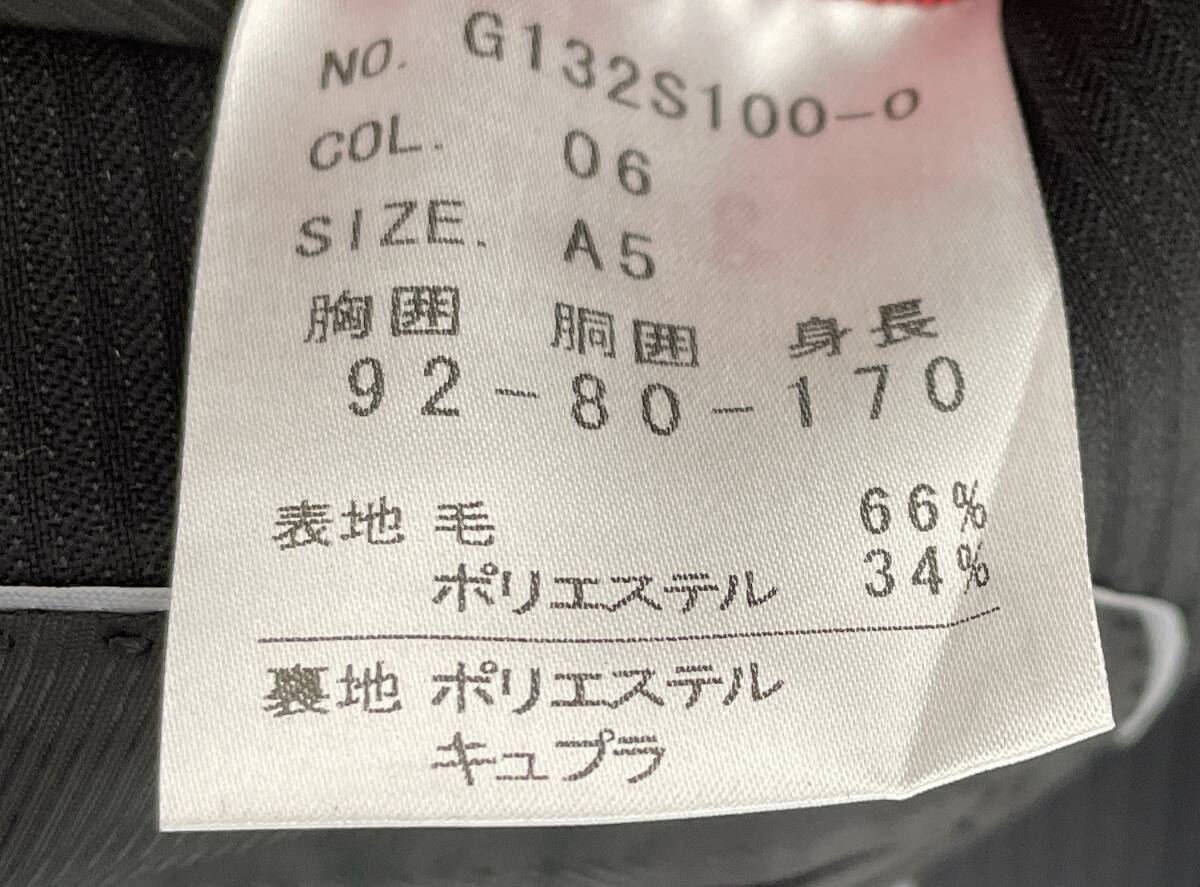 NO. G132S100-0
COL. 06
SIZE. A5
胸囲 胴囲 身長
92-80-170
表地 毛 66%
ポリエステル 34%
裏地 ポリエステル
キュプラ